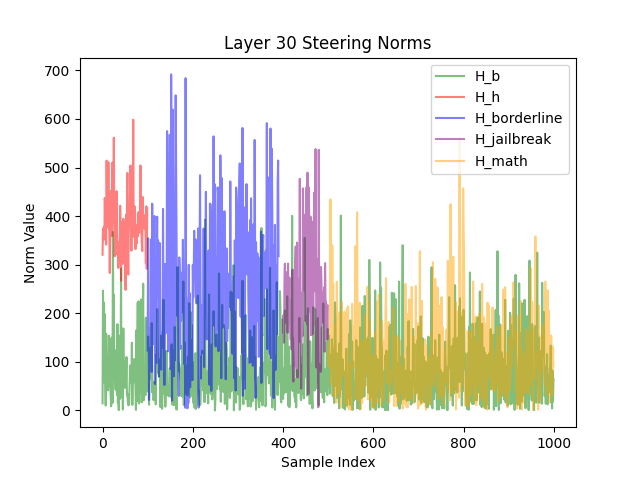 Layer 30 Steering Norms
Norm Value
700
600
500
400
300
200
100
0
H_b
H_h
H_borderline
H_jailbreak
H_math
0
200
400
600
800
1000
Sample Index